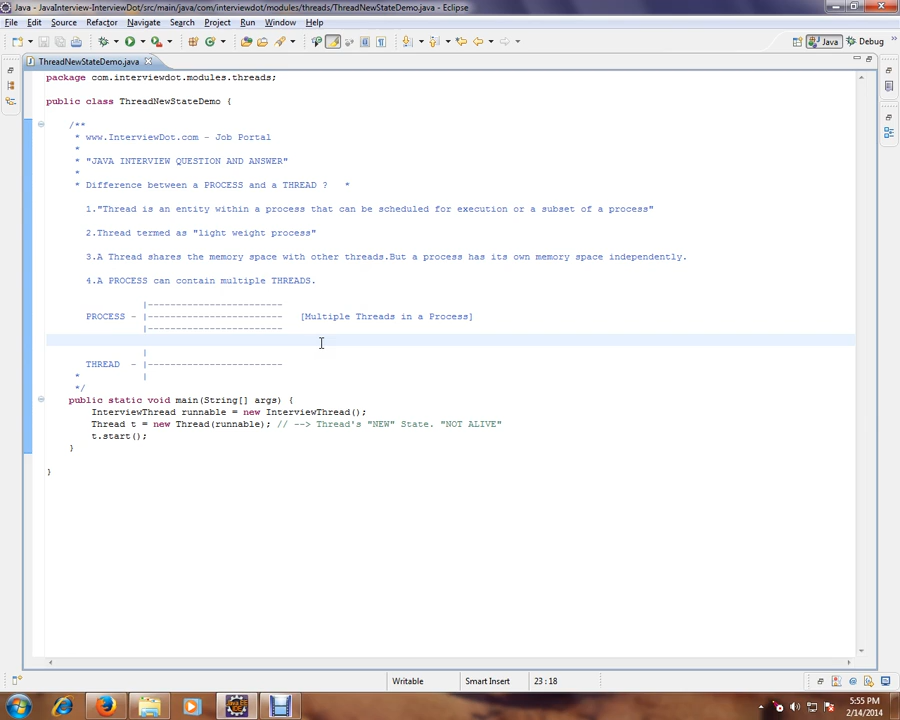 Java - JavaInterview-InterviewDot/src/main/java/com/interviewdot/modules/threads/ThreadNewStateDemo.java - Eclipse
File Edit Source Refactor Navigate Search Project Run Window Help
Java Debug
ThreadNewStateDemo.java
package com.interviewdot.modules.threads;
public class ThreadNewStateDemo {
/**
* www.InterviewDot.com - Job Portal
*
* "JAVA INTERVIEW QUESTION AND ANSWER"
*
* Difference between a PROCESS and a THREAD ? *
1."Thread is an entity within a process that can be scheduled for execution or a subset of a process"
2.Thread termed as "light weight process"
3.A Thread shares the memory space with other threads.But a process has its own memory space independently.
4.A PROCESS can contain multiple THREADS.
|------------------------
PROCESS - |------------------------ [Multiple Threads in a Process]
|------------------------
|
THREAD - |------------------------
* |
*/
public static void main(String[] args) {
InterviewThread runnable = new InterviewThread();
Thread t = new Thread(runnable); // --> Thread's "NEW" State. "NOT ALIVE"
t.start();
}
}
Writable Smart Insert 23 : 18
5:55 PM
2/14/2014